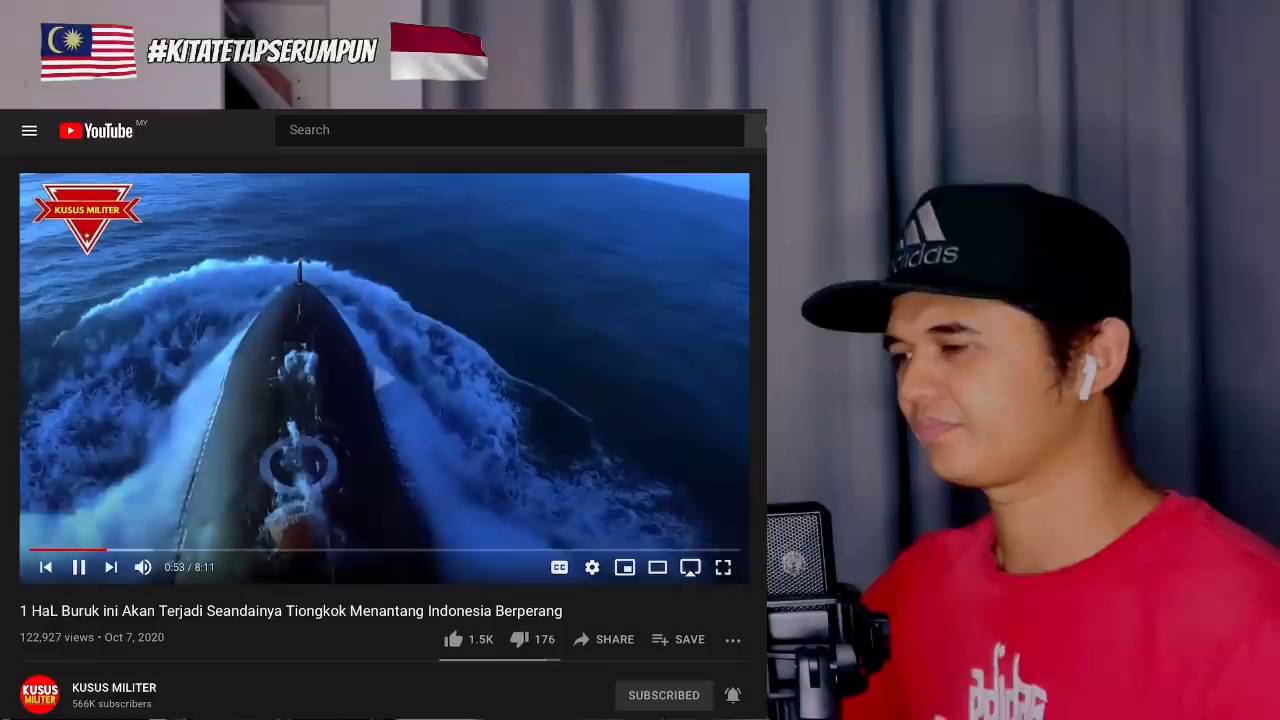 #KITATETAPSERUMPUN
YouTube MY
Search
KUSUS MILITER
adidas
0:53 / 8:11
CC
1 HaL Buruk ini Akan Terjadi Seandainya Tiongkok Menantang Indonesia Berperang
122,927 views • Oct 7, 2020
1.5K
176
SHARE
SAVE
KUSUS MILITER
KUSUS MILITER
566K subscribers
SUBSCRIBED
adidas